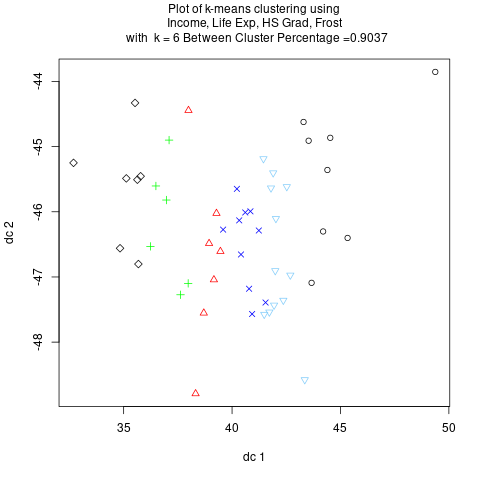 Plot of k-means clustering using
Income, Life Exp, HS Grad, Frost
with  k = 6 Between Cluster Percentage =0.9037
-44
-45
-46
-47
-48
dc 2
35
40
45
50
dc 1